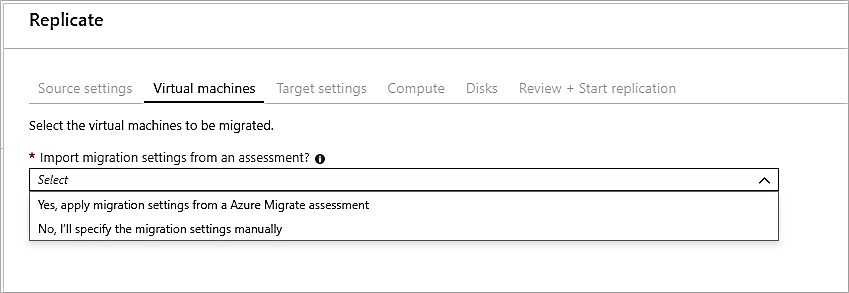 Replicate
Source settings Virtual machines Target settings Compute Disks Review + Start replication
Select the virtual machines to be migrated.
* Import migration settings from an assessment?
Select
Yes, apply migration settings from a Azure Migrate assessment
No, I'll specify the migration settings manually